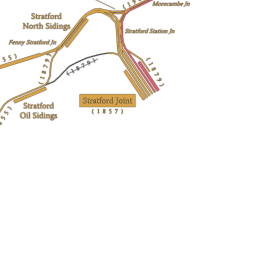 Morecambe Jn
Stratford
North Sidings
Stratford Station Jn
Fenny Stratford Jn
(1879)
(1879)
(1879)
Stratford Joint
(1857)
Stratford
Oil Sidings